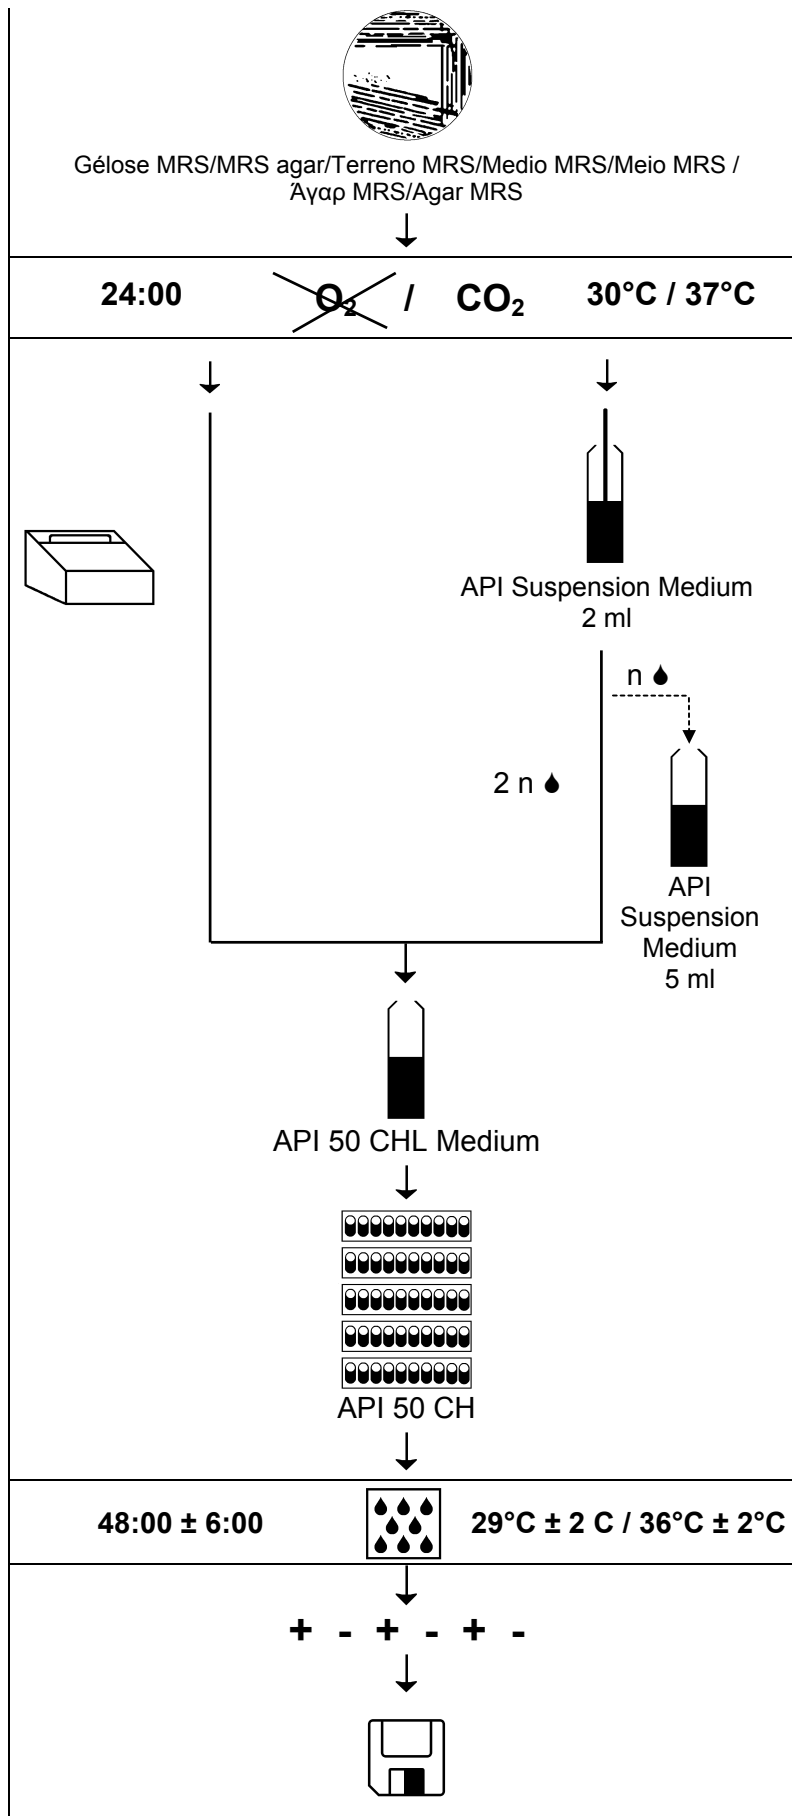 Gélose MRS/MRS agar/Terreno MRS/Medio MRS/Meio MRS /
Άγαρ MRS/Agar MRS
24:00 O₂ / CO₂ 30°C / 37°C
API Suspension Medium
2 ml
n
2 n
API
Suspension
Medium
5 ml
API 50 CHL Medium
API 50 CH
48:00 ± 6:00 29°C ± 2 C / 36°C ± 2°C
+ - + - + -